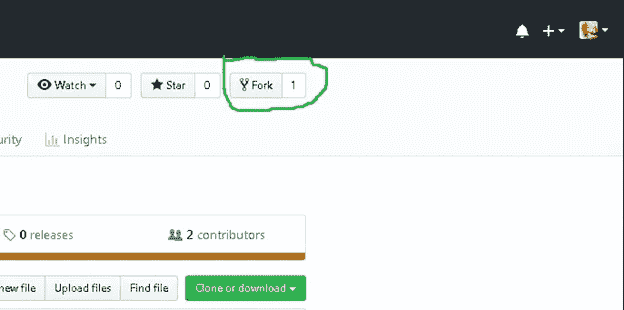 Watch 0 Star 0 Fork 1
urity Insights
0 releases 2 contributors
new file Upload files Find file Clone or download